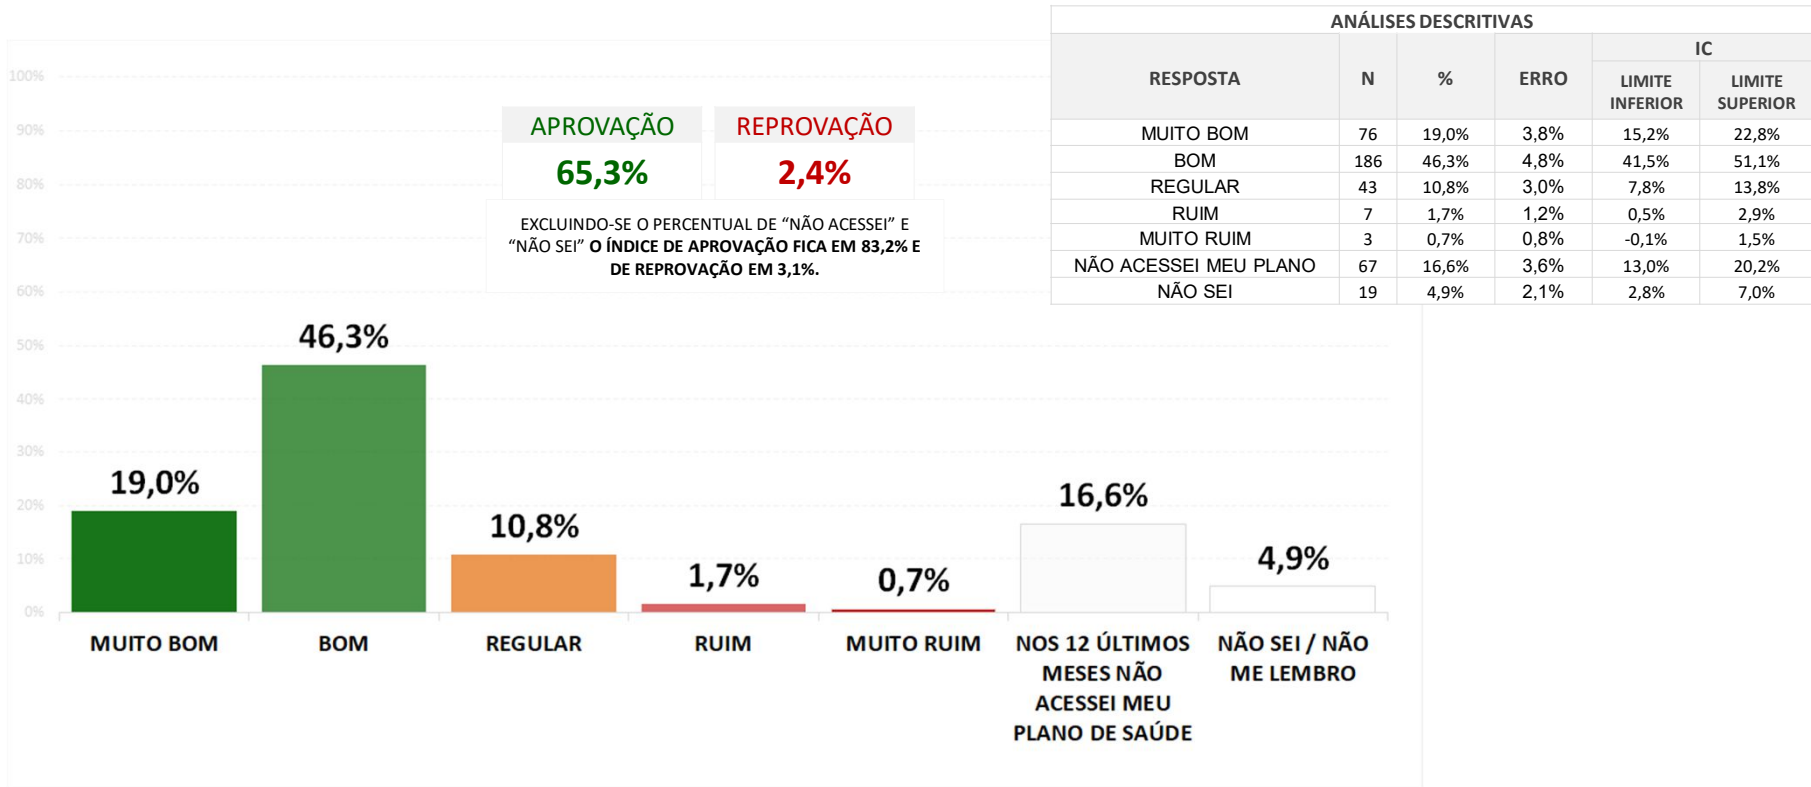 ANÁLISES DESCRITIVAS
RESPOSTA N % ERRO IC
LIMITE INFERIOR LIMITE SUPERIOR
MUITO BOM 76 19,0% 3,8% 15,2% 22,8%
BOM 186 46,3% 4,8% 41,5% 51,1%
REGULAR 43 10,8% 3,0% 7,8% 13,8%
RUIM 7 1,7% 1,2% 0,5% 2,9%
MUITO RUIM 3 0,7% 0,8% -0,1% 1,5%
NÃO ACESSEI MEU PLANO 67 16,6% 3,6% 13,0% 20,2%
NÃO SEI 19 4,9% 2,1% 2,8% 7,0%
APROVAÇÃO REPROVAÇÃO
65,3% 2,4%
EXCLUINDO-SE O PERCENTUAL DE “NÃO ACESSEI” E
“NÃO SEI” O ÍNDICE DE APROVAÇÃO FICA EM 83,2% E
DE REPROVAÇÃO EM 3,1%.
100%
90%
80%
70%
60%
50%
40%
30%
20%
10%
0%
19,0%
46,3%
10,8%
1,7%
0,7%
16,6%
4,9%
MUITO BOM
BOM
REGULAR
RUIM
MUITO RUIM
NOS 12 ÚLTIMOS
MESES NÃO
ACESSEI MEU
PLANO DE SAÚDE
NÃO SEI / NÃO
ME LEMBRO